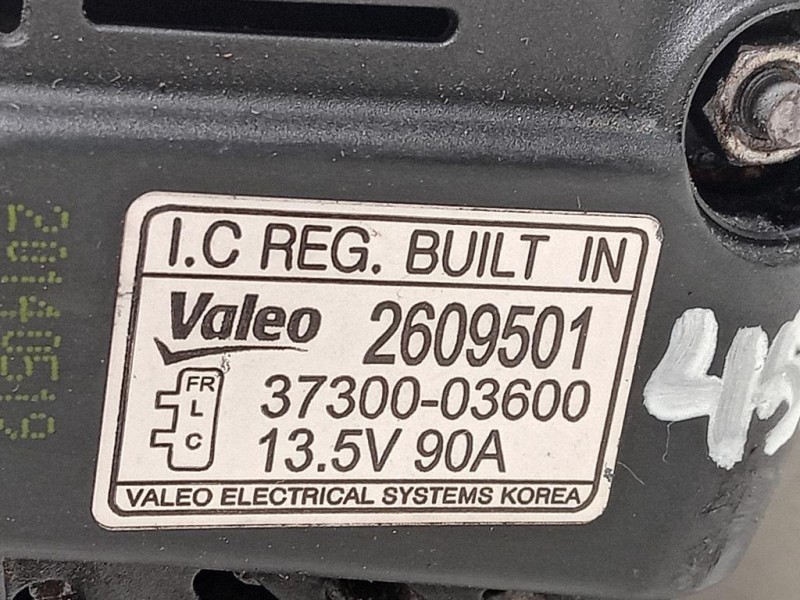 I.C REG. BUILT IN
Valeo 2609501
FR
L
C
37300-03600
13.5V 90A
VALEO ELECTRICAL SYSTEMS KOREA